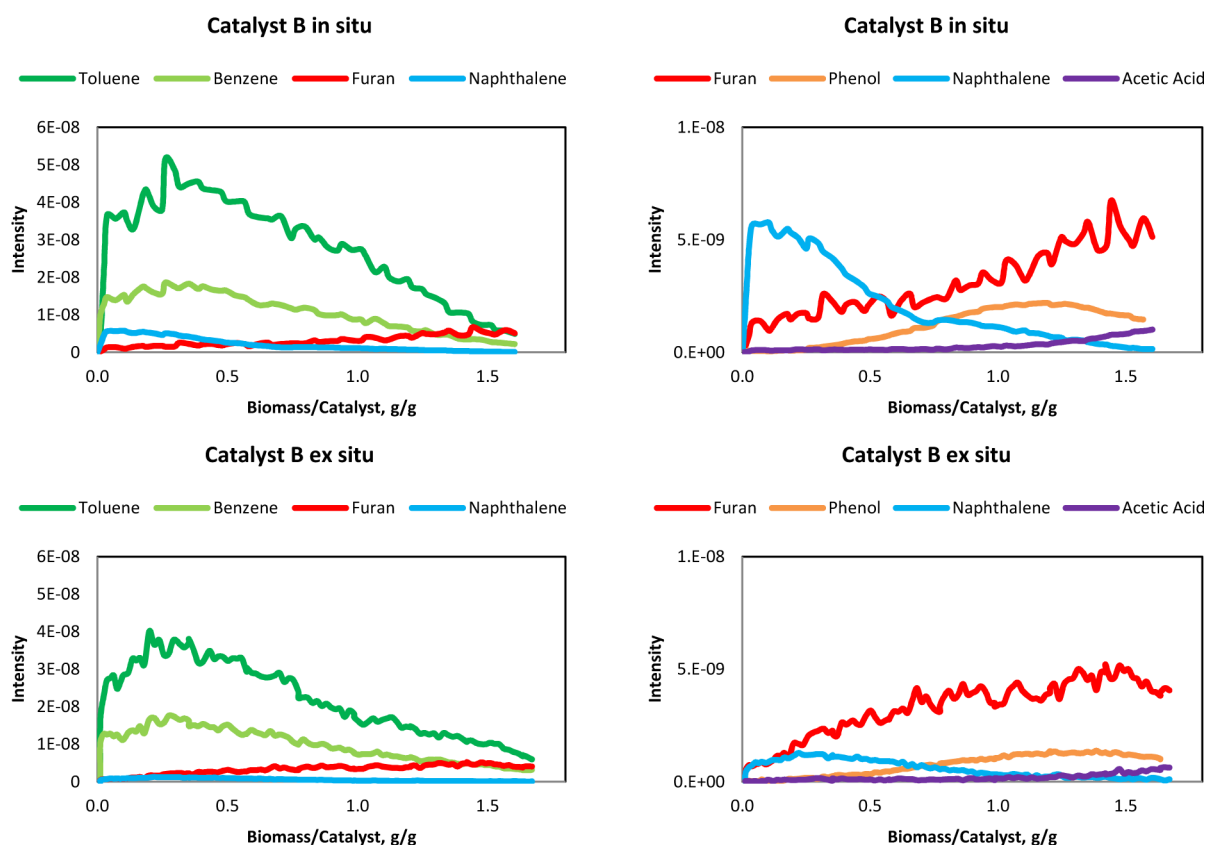 Catalyst B in situ
Toluene Benzene Furan Naphthalene
6E-08
5E-08
4E-08
3E-08
2E-08
1E-08
0
Intensity
0.0 0.5 1.0 1.5
Biomass/Catalyst, g/g
Catalyst B in situ
Furan Phenol Naphthalene Acetic Acid
1.E-08
5.E-09
0.E+00
Intensity
0.0 0.5 1.0 1.5
Biomass/Catalyst, g/g
Catalyst B ex situ
Toluene Benzene Furan Naphthalene
6E-08
5E-08
4E-08
3E-08
2E-08
1E-08
0
Intensity
0.0 0.5 1.0 1.5
Biomass/Catalyst, g/g
Catalyst B ex situ
Furan Phenol Naphthalene Acetic Acid
1.E-08
5.E-09
0.E+00
Intensity
0.0 0.5 1.0 1.5
Biomass/Catalyst, g/g